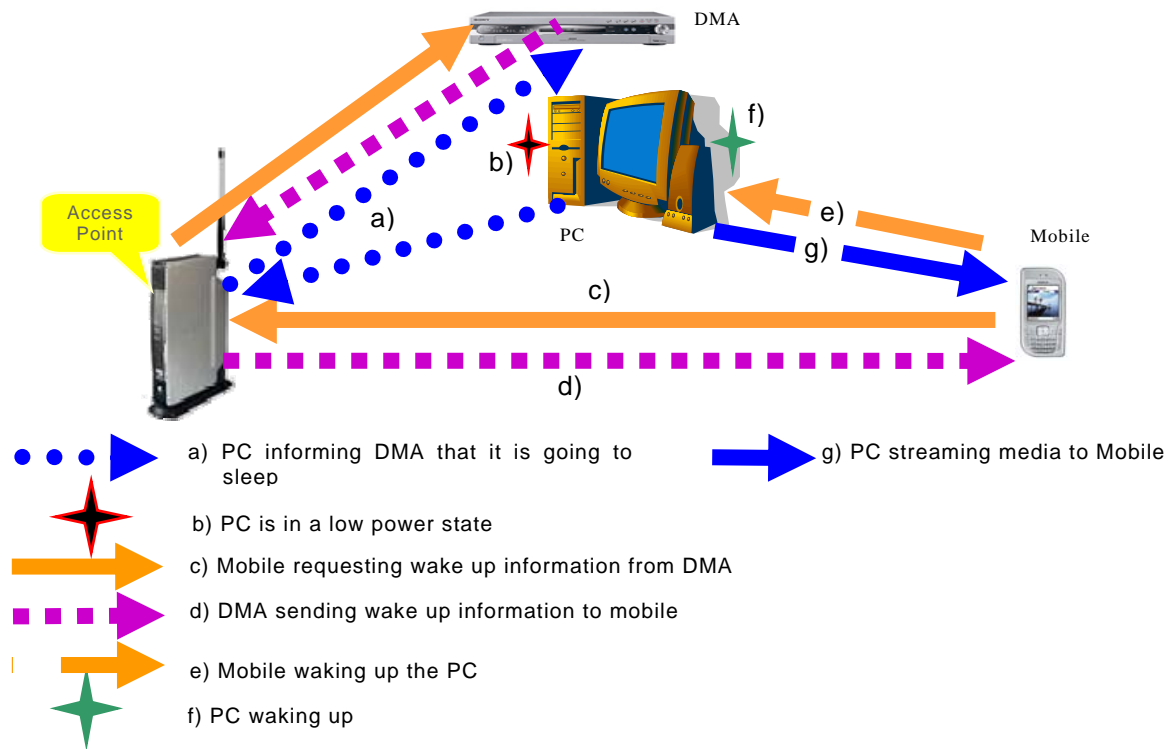 DMA
f)
b)
Access
Point
a)
e)
PC
g)
Mobile
c)
d)
a) PC informing DMA that it is going to
sleep
g) PC streaming media to Mobile
b) PC is in a low power state
c) Mobile requesting wake up information from DMA
d) DMA sending wake up information to mobile
e) Mobile waking up the PC
f) PC waking up